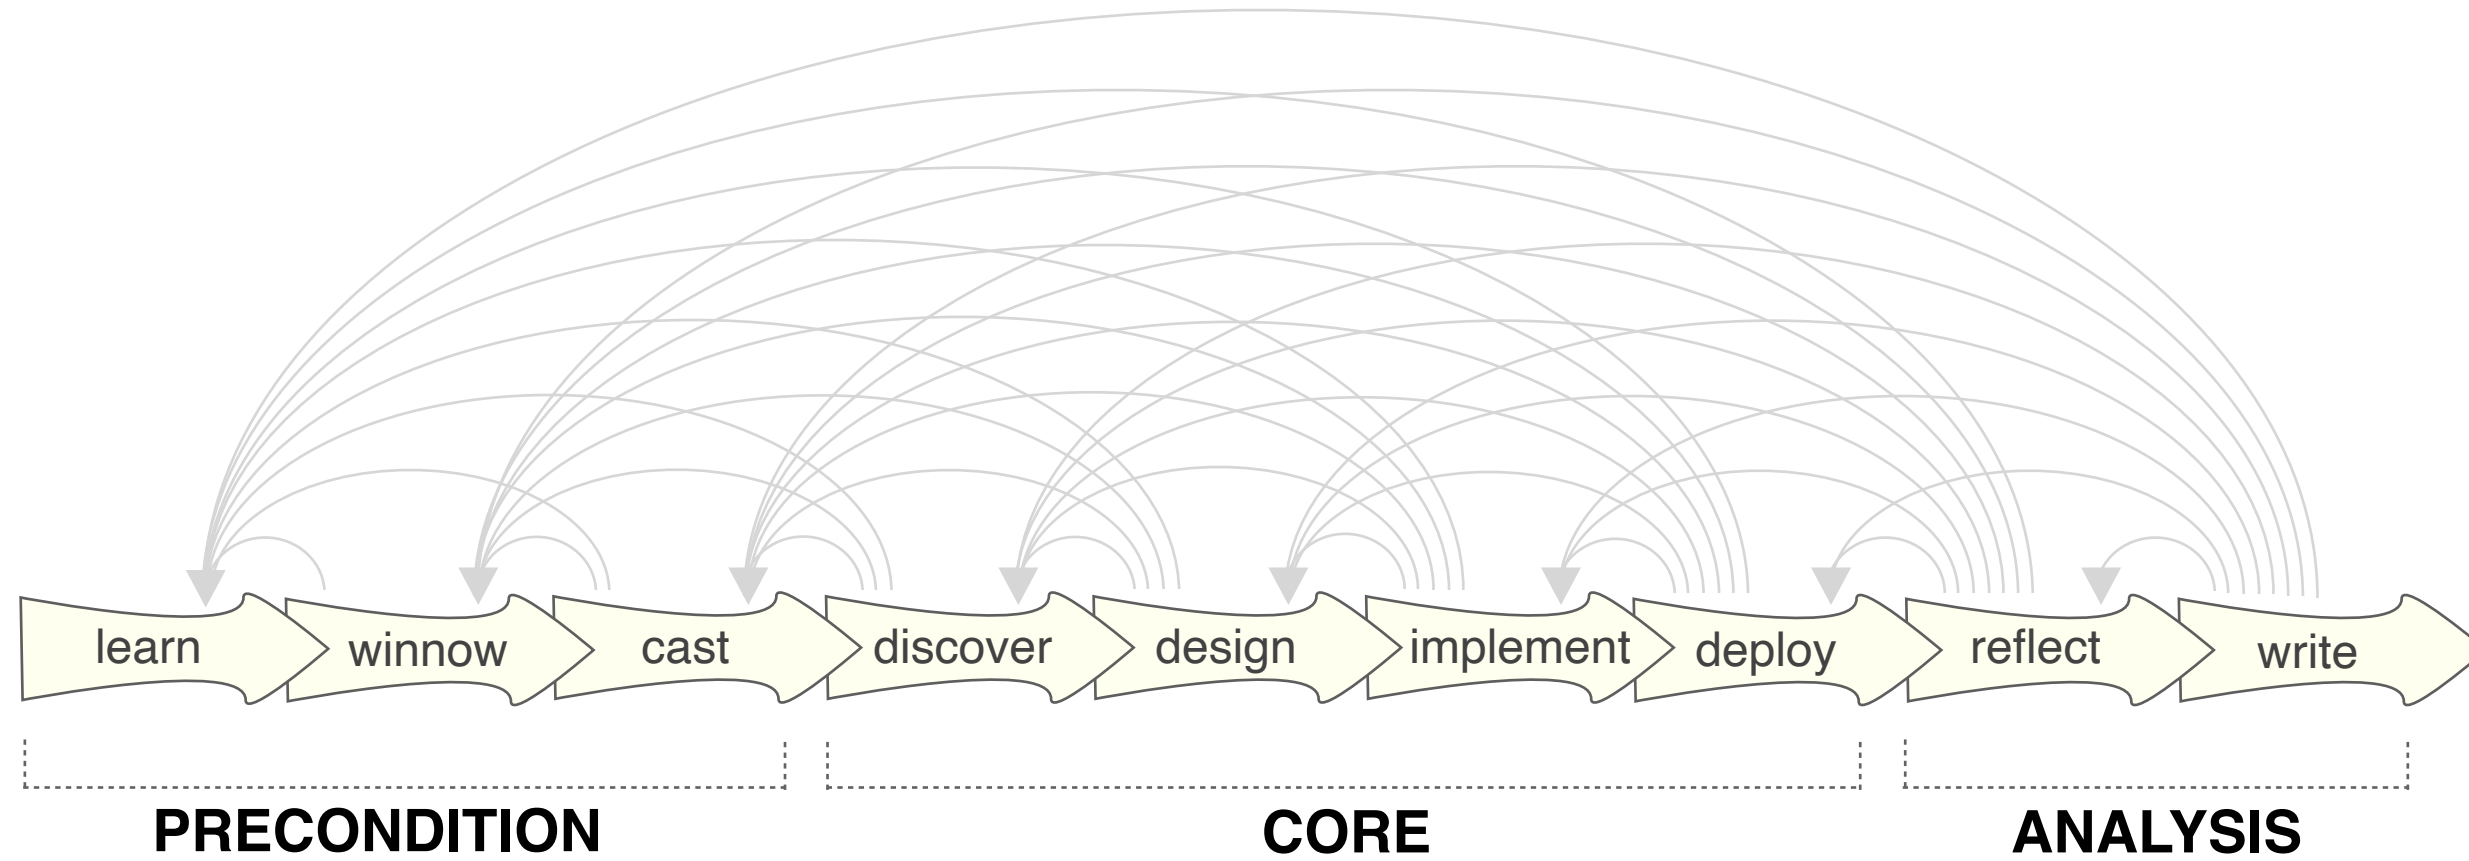 learn winnow cast discover design implement deploy reflect write
PRECONDITION CORE ANALYSIS